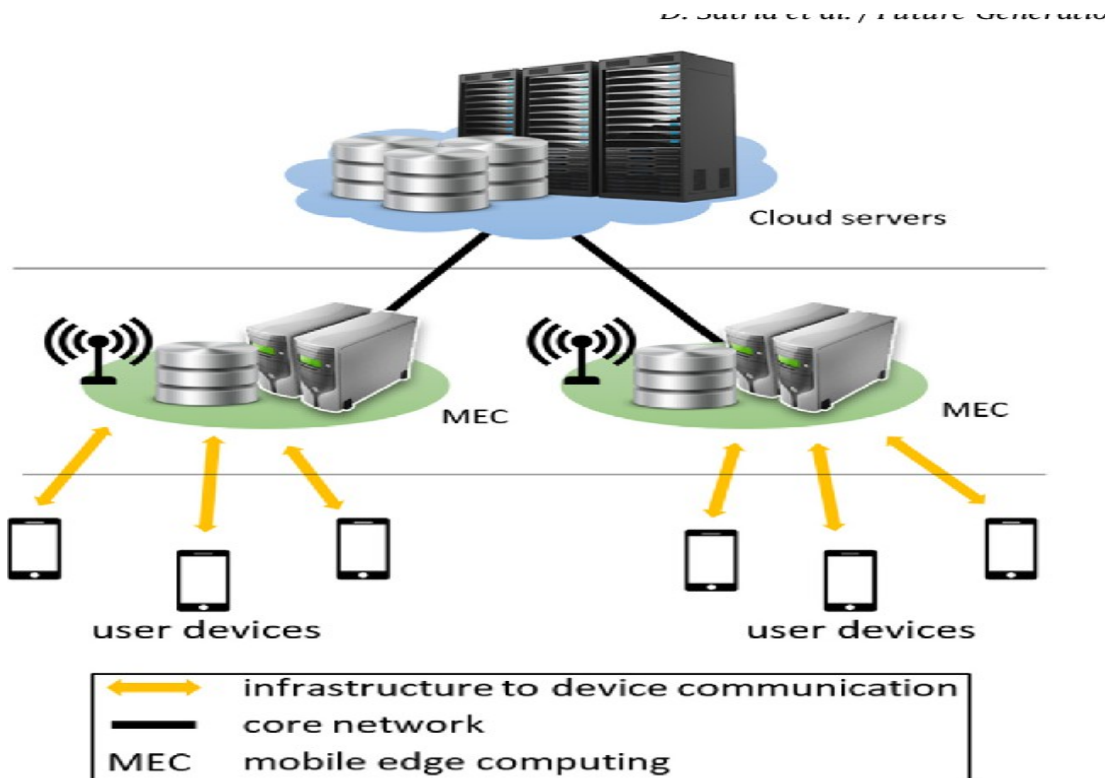 Cloud servers
MEC
MEC
user devices
user devices
infrastructure to device communication
core network
MEC mobile edge computing